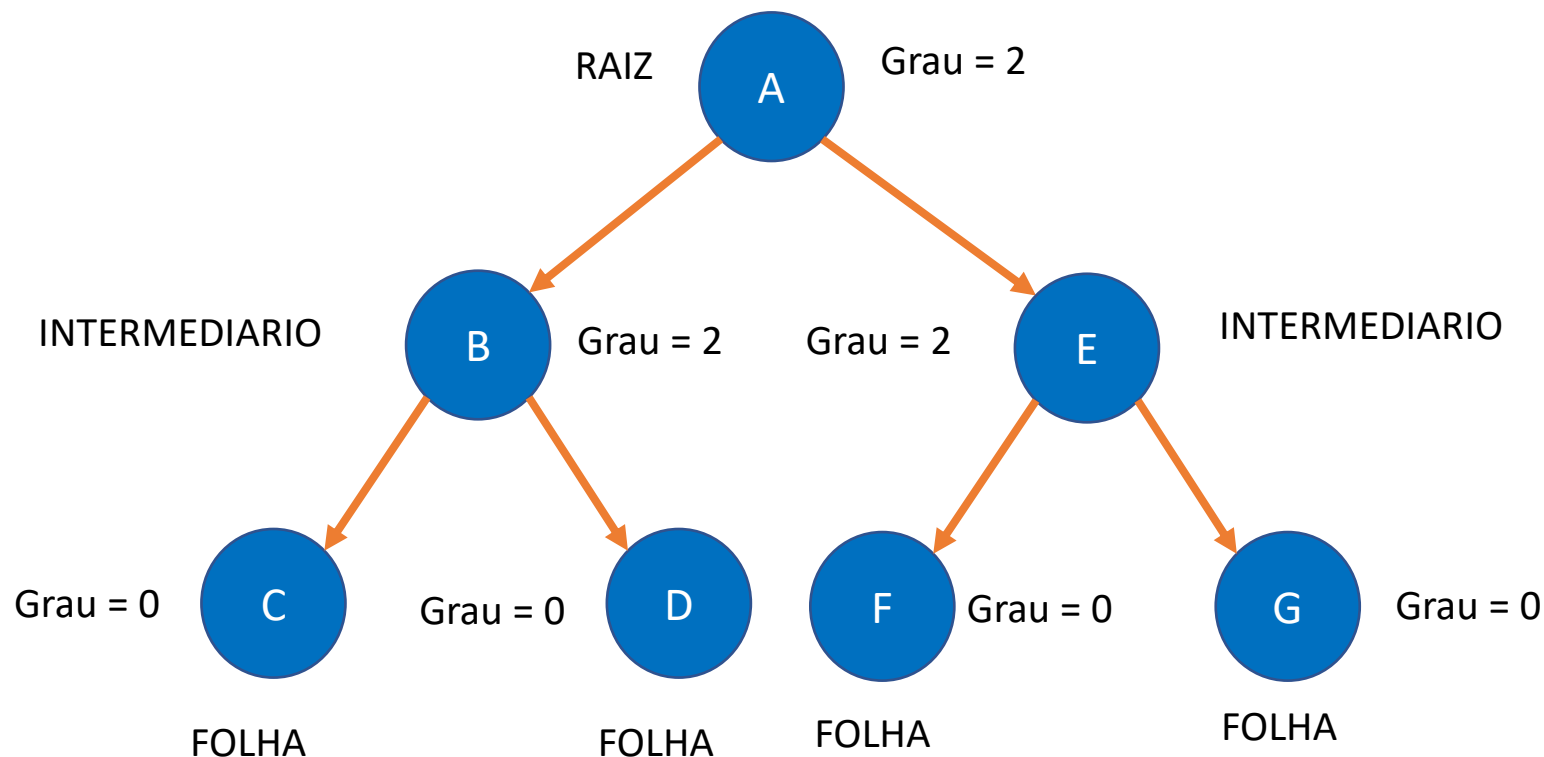 RAIZ
A
Grau = 2
INTERMEDIARIO
B
Grau = 2
Grau = 2
E
INTERMEDIARIO
Grau = 0
C
Grau = 0
D
F
Grau = 0
G
Grau = 0
FOLHA
FOLHA
FOLHA
FOLHA